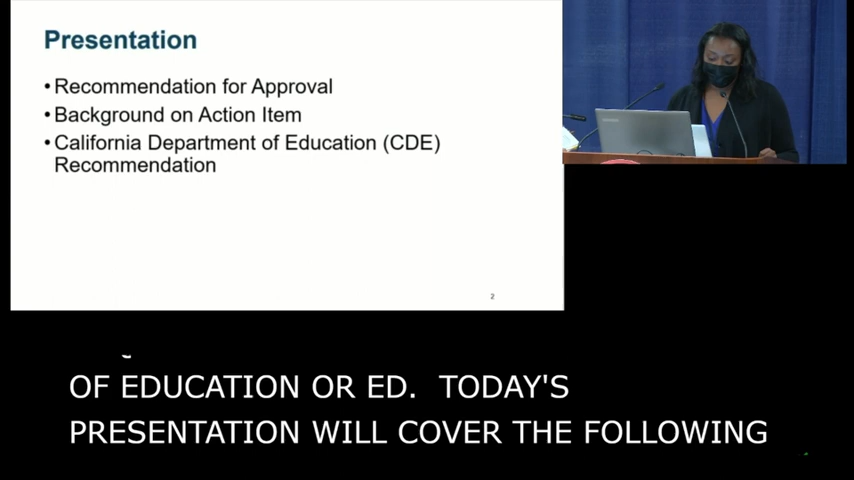 Presentation
• Recommendation for Approval
• Background on Action Item
• California Department of Education (CDE)
Recommendation
2
OF EDUCATION OR ED.  TODAY'S
PRESENTATION WILL COVER THE FOLLOWING